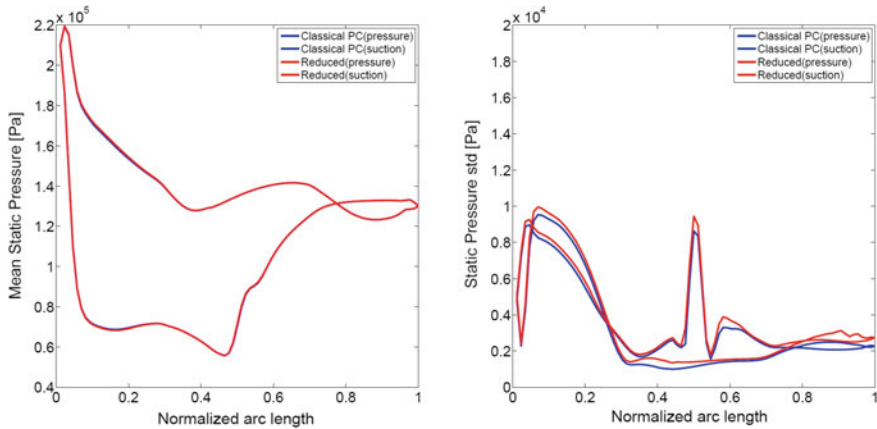 × 10⁵
2.2
2
1.8
1.6
1.4
1.2
1
0.8
0.6
0.4
0
0.2
0.4
0.6
0.8
1
Mean Static Pressure [Pa]
Normalized arc length
Classical PC(pressure)
Classical PC(suction)
Reduced(pressure)
Reduced(suction)
× 10⁴
2
1.8
1.6
1.4
1.2
1
0.8
0.6
0.4
0.2
0
0
0.2
0.4
0.6
0.8
1
Static Pressure std [Pa]
Normalized arc length
Classical PC(pressure)
Classical PC(suction)
Reduced(pressure)
Reduced(suction)